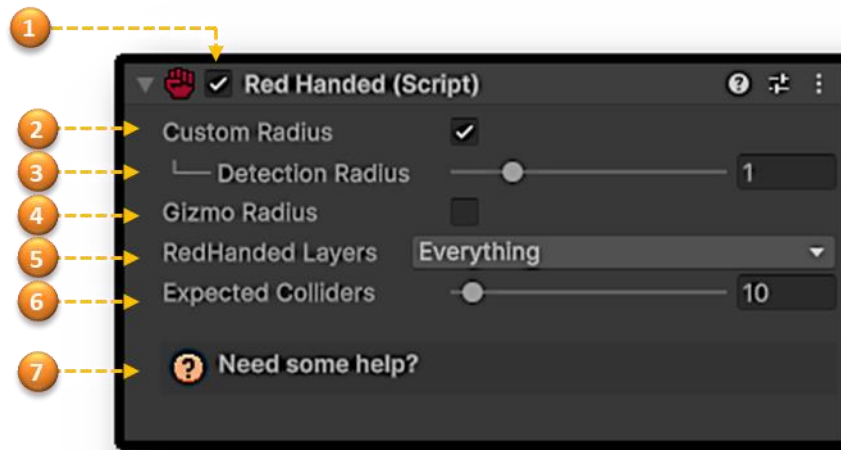 1
Red Handed (Script)
2 Custom Radius
3 Detection Radius 1
4 Gizmo Radius
5 RedHanded Layers Everything
6 Expected Colliders 10
7 Need some help?